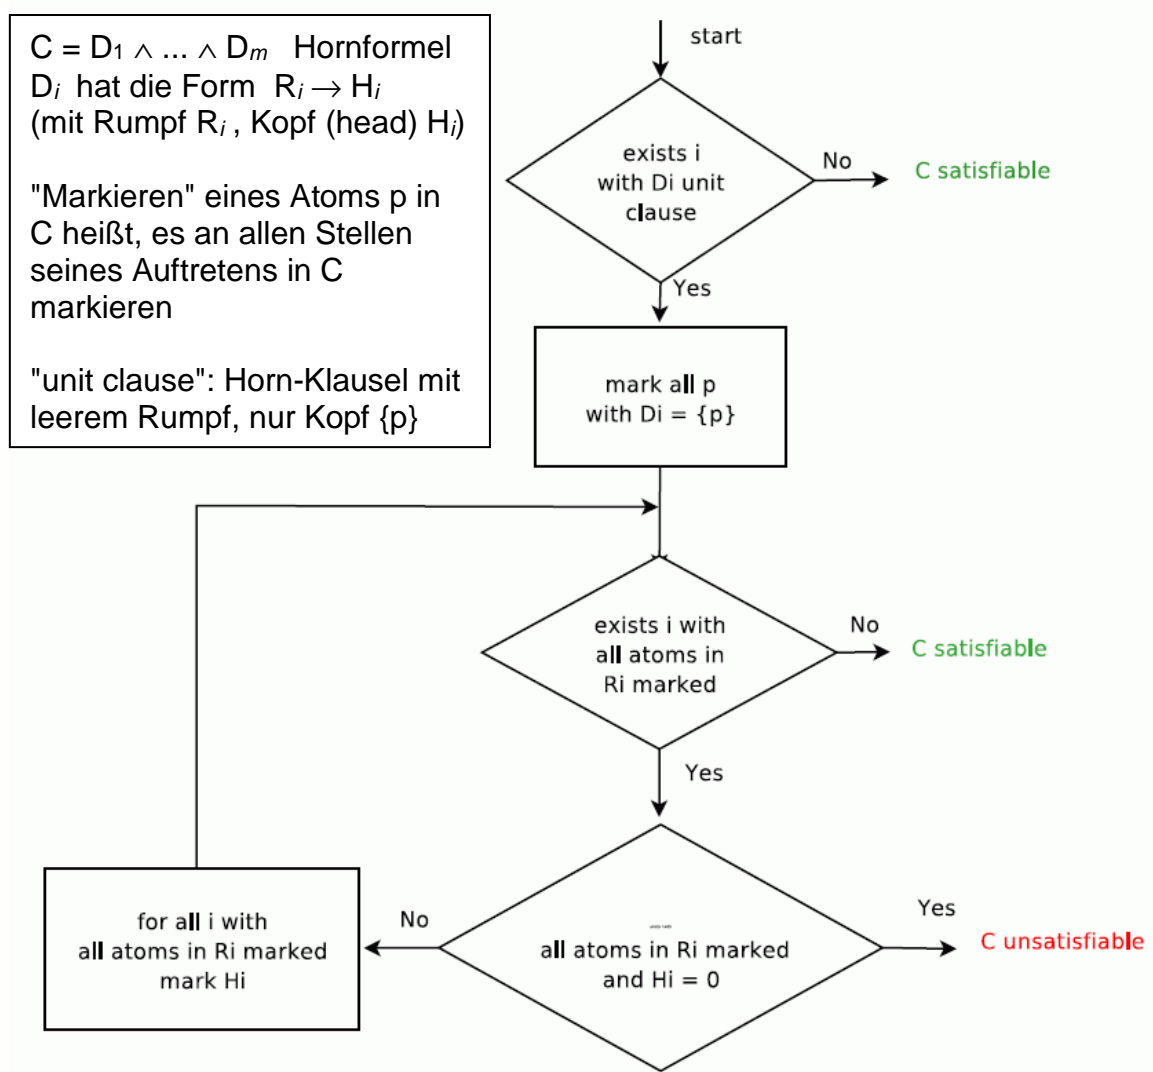 C = D₁ ∧ ... ∧ Dₘ Hornformel
Dᵢ hat die Form Rᵢ → Hᵢ
(mit Rumpf Rᵢ , Kopf (head) Hᵢ)
"Markieren" eines Atoms p in
C heißt, es an allen Stellen
seines Auftretens in C
markieren
"unit clause": Horn-Klausel mit
leerem Rumpf, nur Kopf {p}
start
exists i
with Di unit
clause
No
C satisfiable
Yes
mark all p
with Di = {p}
exists i with
all atoms in
Ri marked
No
C satisfiable
Yes
all atoms in Ri marked
and Hi = 0
Yes
C unsatisfiable
No
for all i with
all atoms in Ri marked
mark Hi